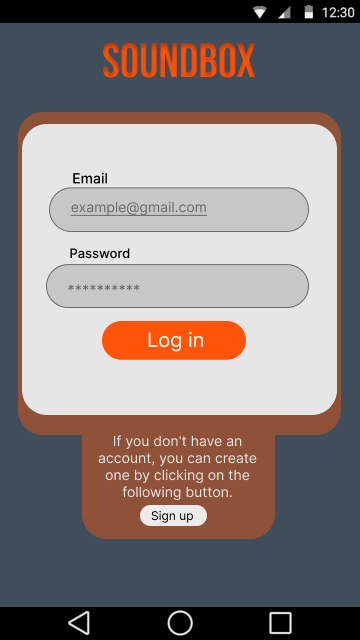 12:30
SOUNDBOX
Email
example@gmail.com
Password
**********
Log in
If you don't have an
account, you can create
one by clicking on the
following button.
Sign up